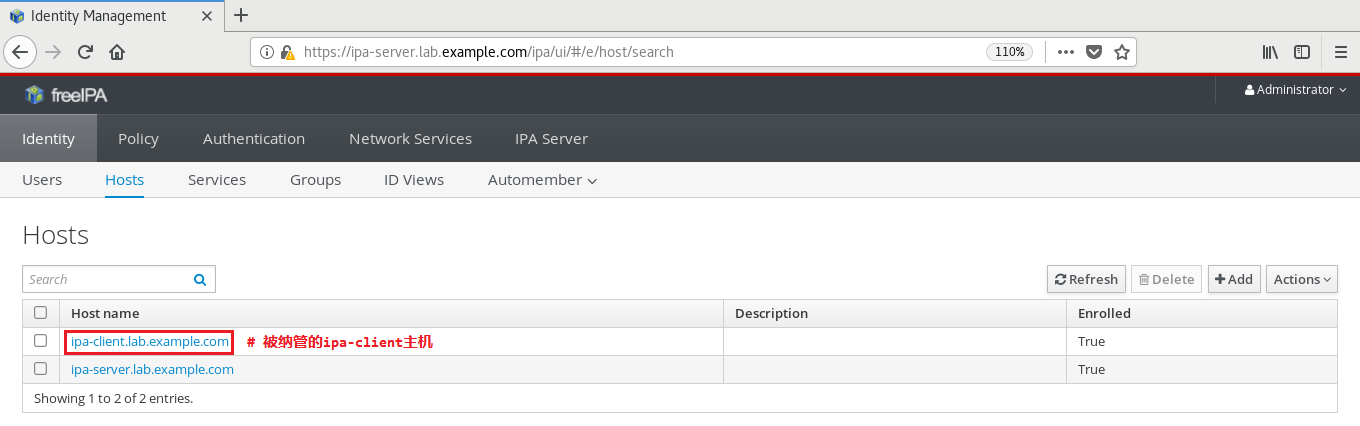 Identity Management
https://ipa-server.lab.example.com/ipa/ui/#/e/host/search 110%
freeIPA Administrator
Identity Policy Authentication Network Services IPA Server
Users Hosts Services Groups ID Views Automember
Hosts
Search Refresh Delete Add Actions
Host name Description Enrolled
ipa-client.lab.example.com # 被纳管的ipa-client主机 True
ipa-server.lab.example.com True
Showing 1 to 2 of 2 entries.